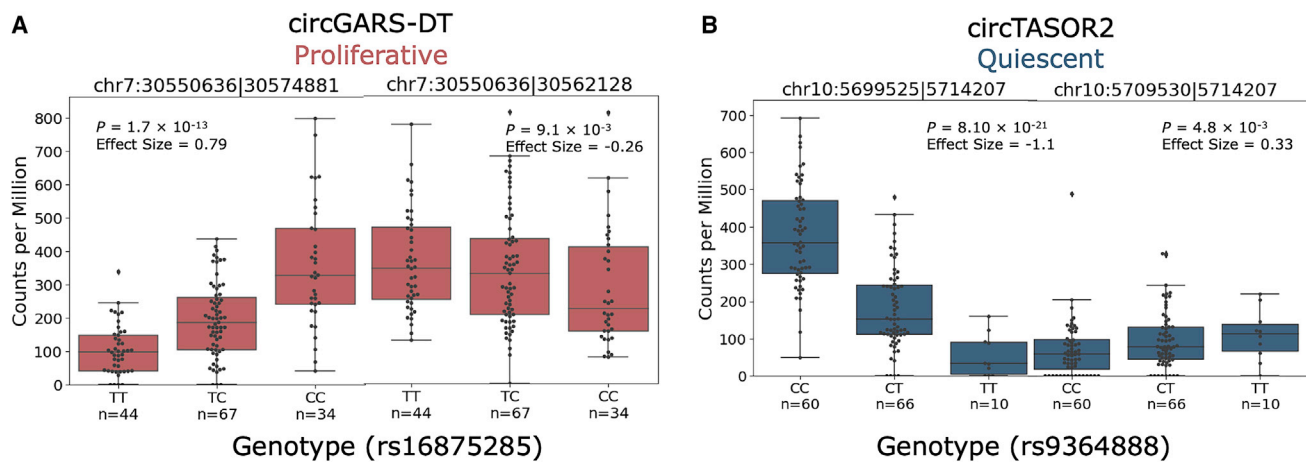 A
circGARS-DT
Proliferative
chr7:30550636|30574881 chr7:30550636|30562128
P = 1.7 × 10-13
Effect Size = 0.79
P = 9.1 × 10-3
Effect Size = -0.26
Counts per Million
800
700
600
500
400
300
200
100
0
TT TC CC TT TC CC
n=44 n=67 n=34 n=44 n=67 n=34
Genotype (rs16875285)
B
circTASOR2
Quiescent
chr10:5699525|5714207 chr10:5709530|5714207
P = 8.10 × 10-21
Effect Size = -1.1
P = 4.8 × 10-3
Effect Size = 0.33
Counts per Million
700
600
500
400
300
200
100
0
CC CT TT CC CT TT
n=60 n=66 n=10 n=60 n=66 n=10
Genotype (rs9364888)